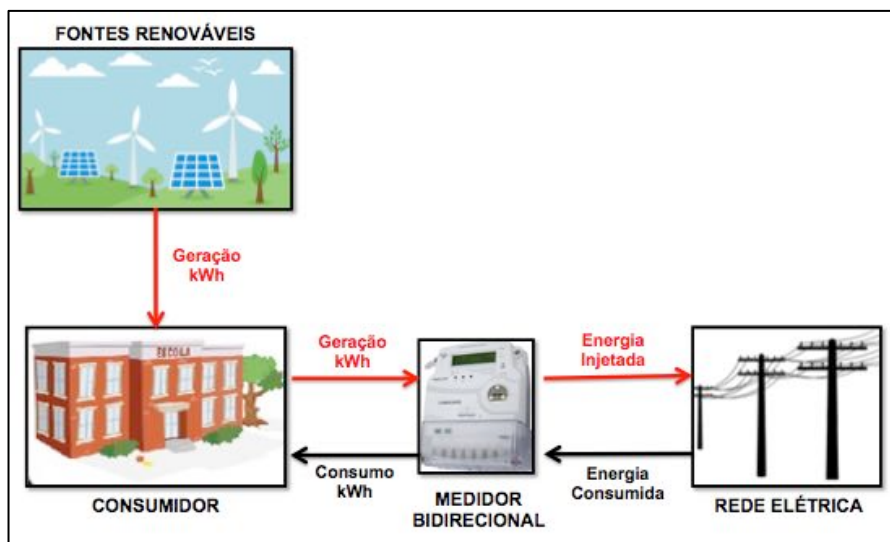 FONTES RENOVÁVEIS
Geração
kWh
ESCOLA
Geração
kWh
Energia
Injetada
Consumo
kWh
Energia
Consumida
CONSUMIDOR
MEDIDOR
BIDIRECIONAL
REDE ELÉTRICA